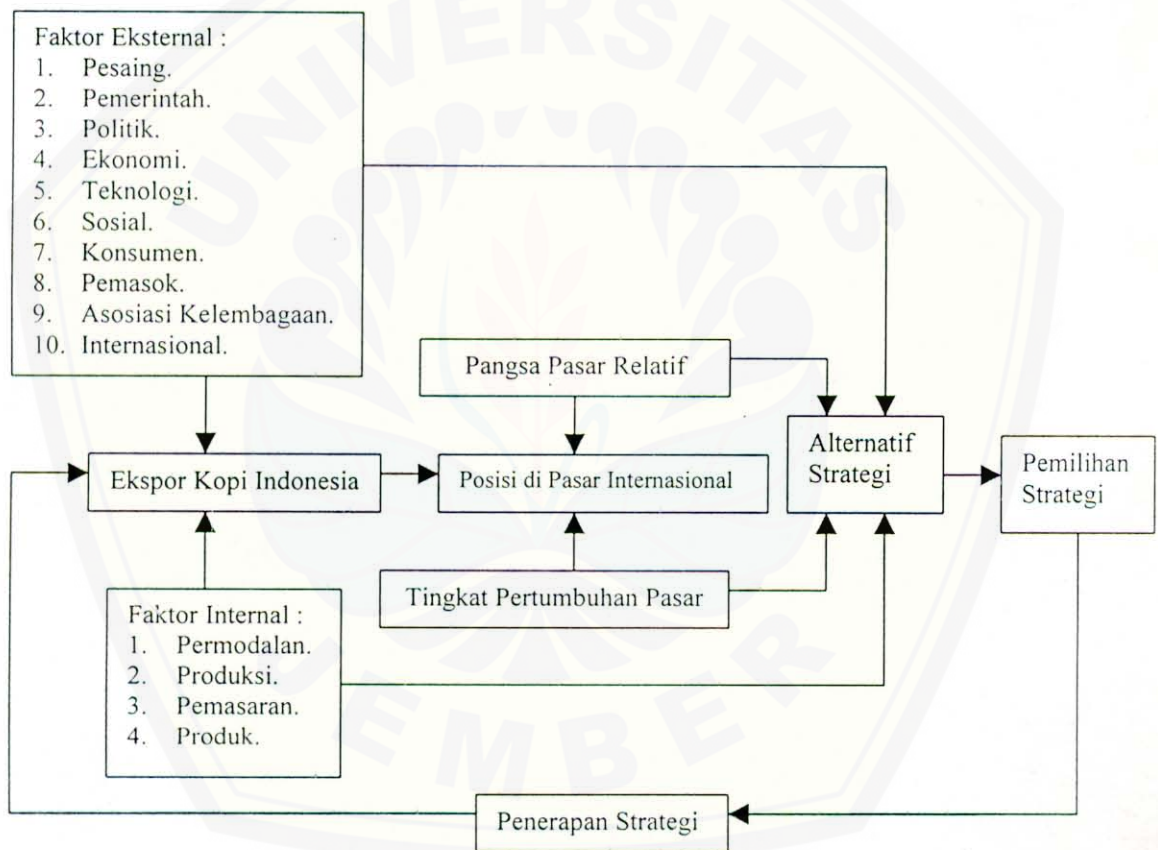 Faktor Eksternal :
1. Pesaing.
2. Pemerintah.
3. Politik.
4. Ekonomi.
5. Teknologi.
6. Sosial.
7. Konsumen.
8. Pemasok.
9. Asosiasi Kelembagaan.
10. Internasional.
Pangsa Pasar Relatif
Ekspor Kopi Indonesia
Posisi di Pasar Internasional
Alternatif
Strategi
Pemilihan
Strategi
Tingkat Pertumbuhan Pasar
Faktor Internal :
1. Permodalan.
2. Produksi.
3. Pemasaran.
4. Produk.
Penerapan Strategi
UNIVERSITAS
JEMBER